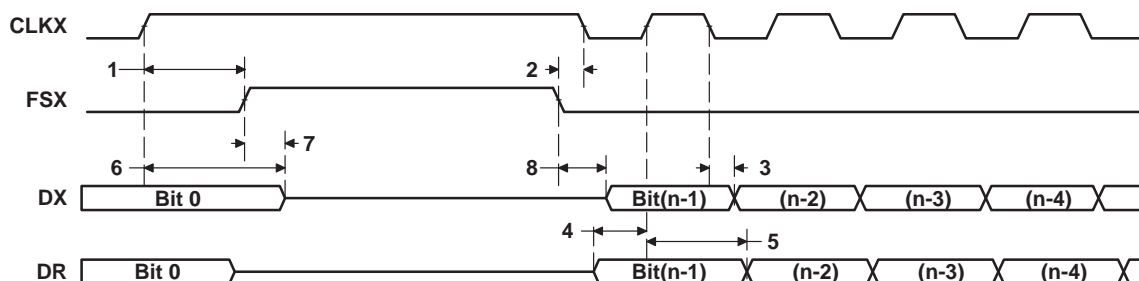 CLKX
1 2
FSX
7
6 8 3
DX Bit 0 Bit(n-1) (n-2) (n-3) (n-4)
4 5
DR Bit 0 Bit(n-1) (n-2) (n-3) (n-4)